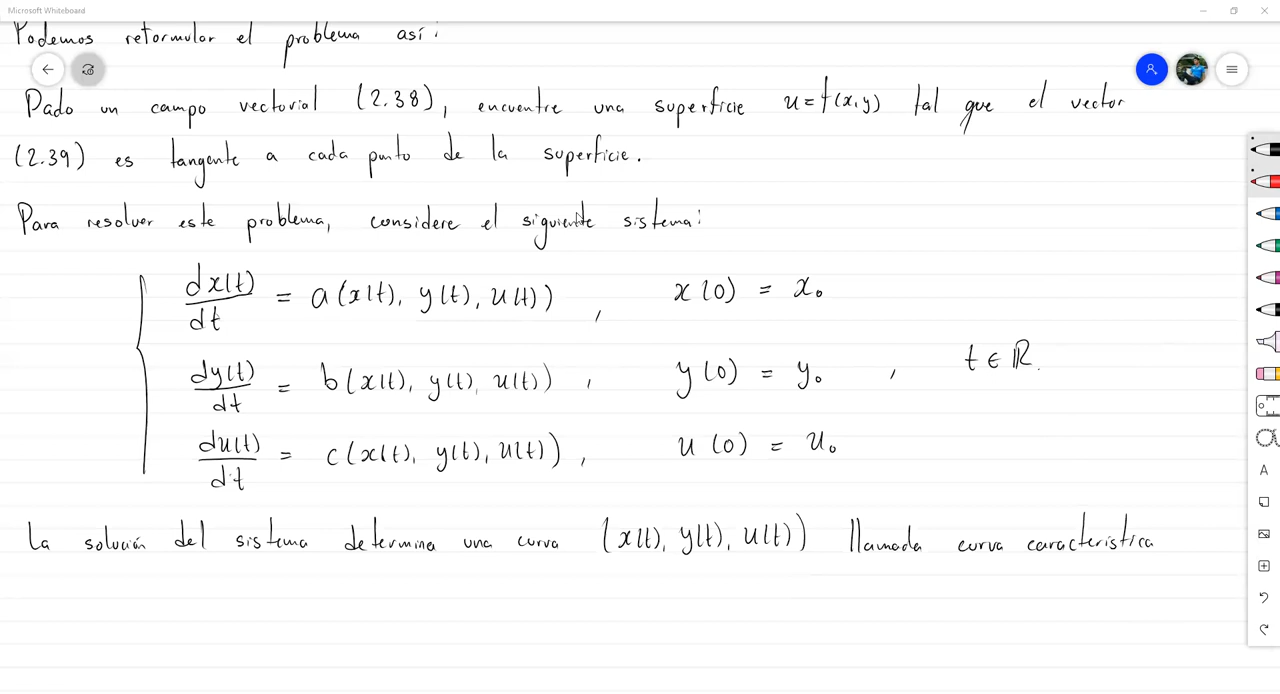 Microsoft Whiteboard
Podemos reformular el problema así:
Dado un campo vectorial (2.38), encuentre una superficie u = f(x,y) tal que el vector
(2.39) es tangente a cada punto de la superficie.
Para resolver este problema, considere el siguiente sistema:
dx(t)/dt = a(x(t), y(t), u(t)) , x(0) = x₀
dy(t)/dt = b(x(t), y(t), u(t)) , y(0) = y₀ , t ∈ ℝ.
du(t)/dt = c(x(t), y(t), u(t)) , u(0) = u₀
La solución del sistema determina una curva (x(t), y(t), u(t)) llamada curva característica
A